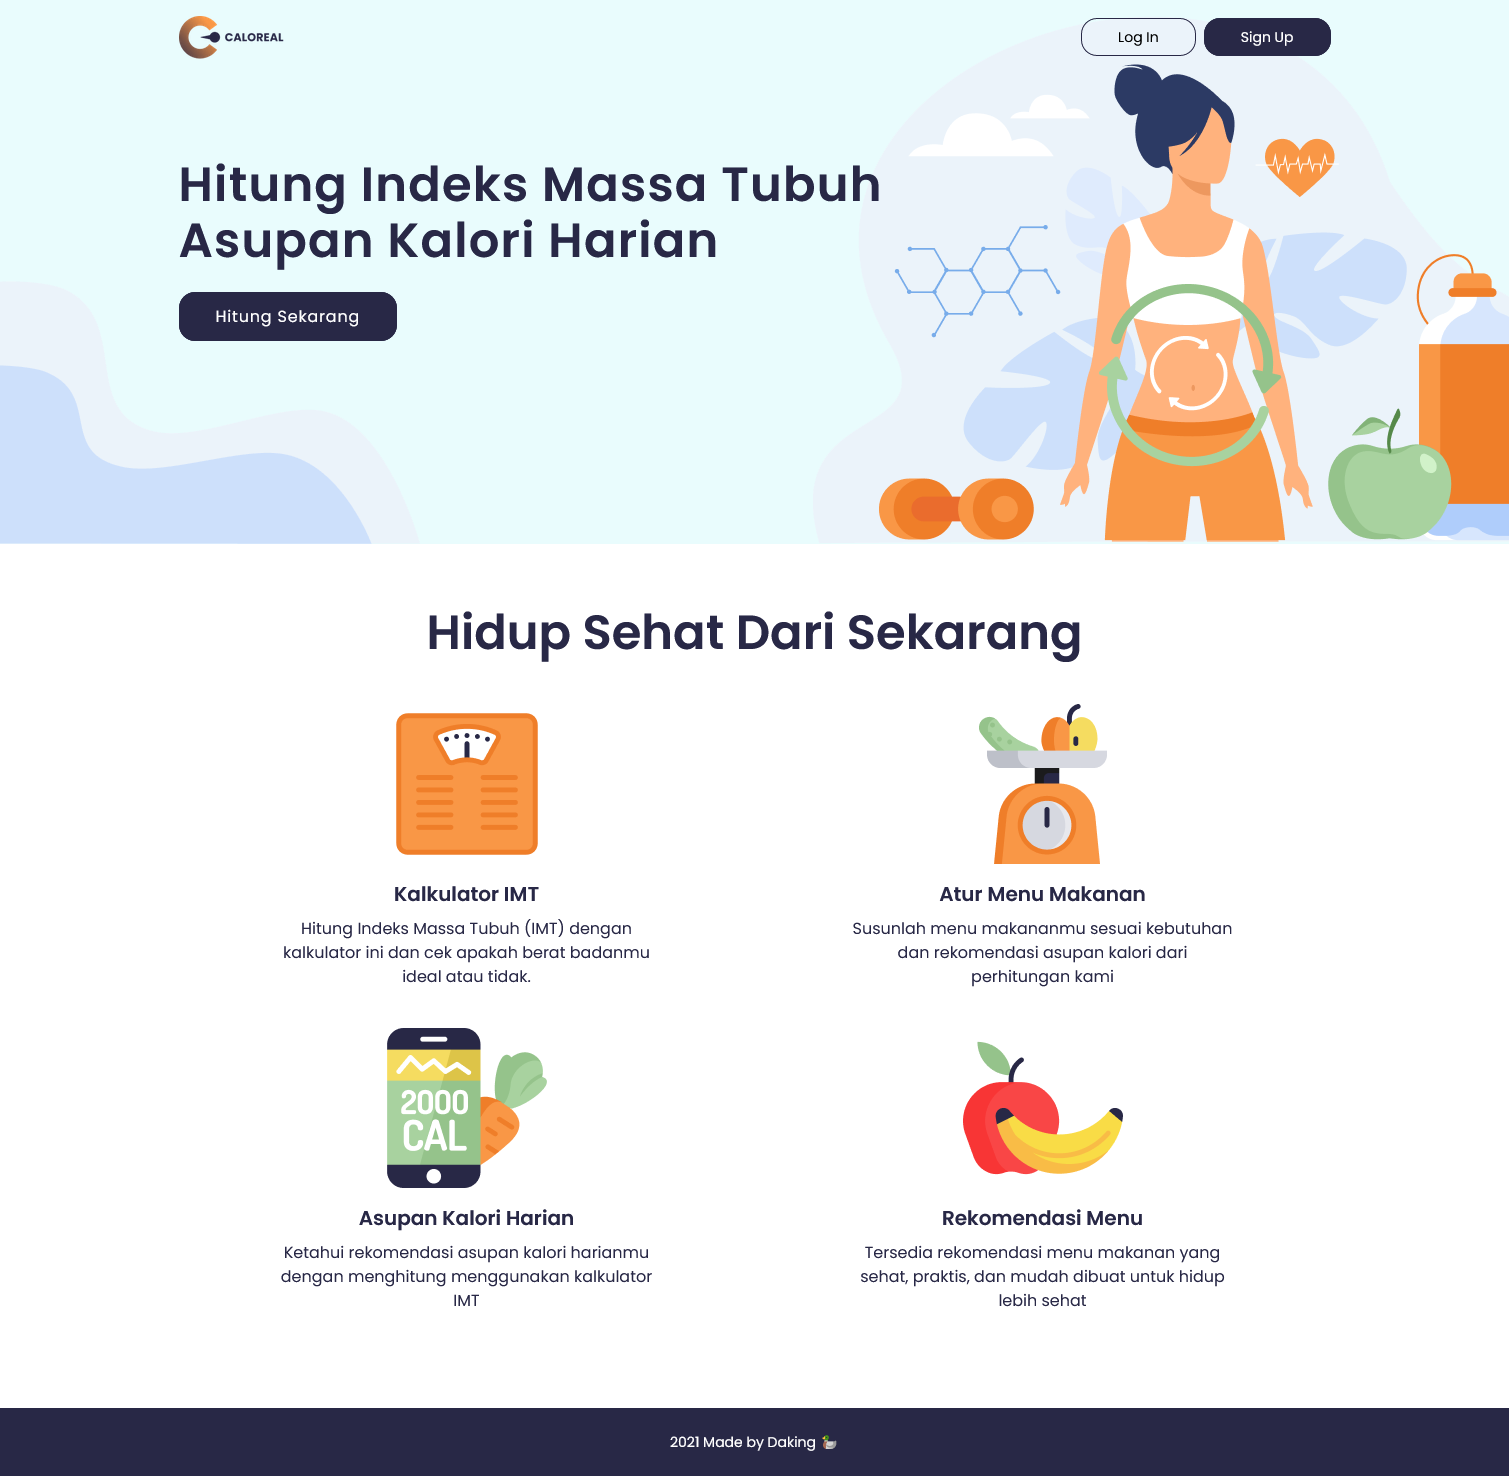 CALOREAL
Log In
Sign Up
Hitung Indeks Massa Tubuh
Asupan Kalori Harian
Hitung Sekarang
Hidup Sehat Dari Sekarang
Kalkulator IMT
Hitung Indeks Massa Tubuh (IMT) dengan
kalkulator ini dan cek apakah berat badanmu
ideal atau tidak.
Atur Menu Makanan
Susunlah menu makananmu sesuai kebutuhan
dan rekomendasi asupan kalori dari
perhitungan kami
2000
CAL
Asupan Kalori Harian
Ketahui rekomendasi asupan kalori harianmu
dengan menghitung menggunakan kalkulator
IMT
Rekomendasi Menu
Tersedia rekomendasi menu makanan yang
sehat, praktis, dan mudah dibuat untuk hidup
lebih sehat
2021 Made by Daking 🦆